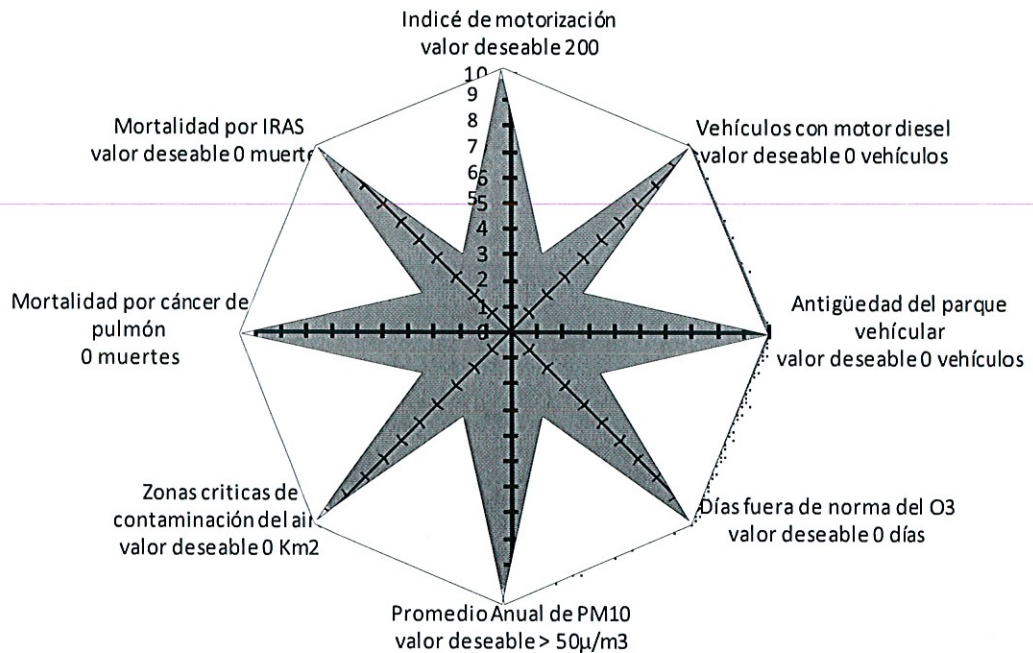 Indicé de motorización
valor deseable 200
10
9
8
7
6
5
5
4
3
2
1
0
Vehículos con motor diesel
valor deseable 0 vehículos
Antigüedad del parque
vehícular
valor deseable 0 vehículos
Días fuera de norma del O3
valor deseable 0 días
Promedio Anual de PM10
valor deseable > 50µ/m3
Zonas criticas de
contaminación del air
valor deseable 0 Km2
Mortalidad por cáncer de
pulmón
0 muertes
Mortalidad por IRAS
valor deseable 0 muerte